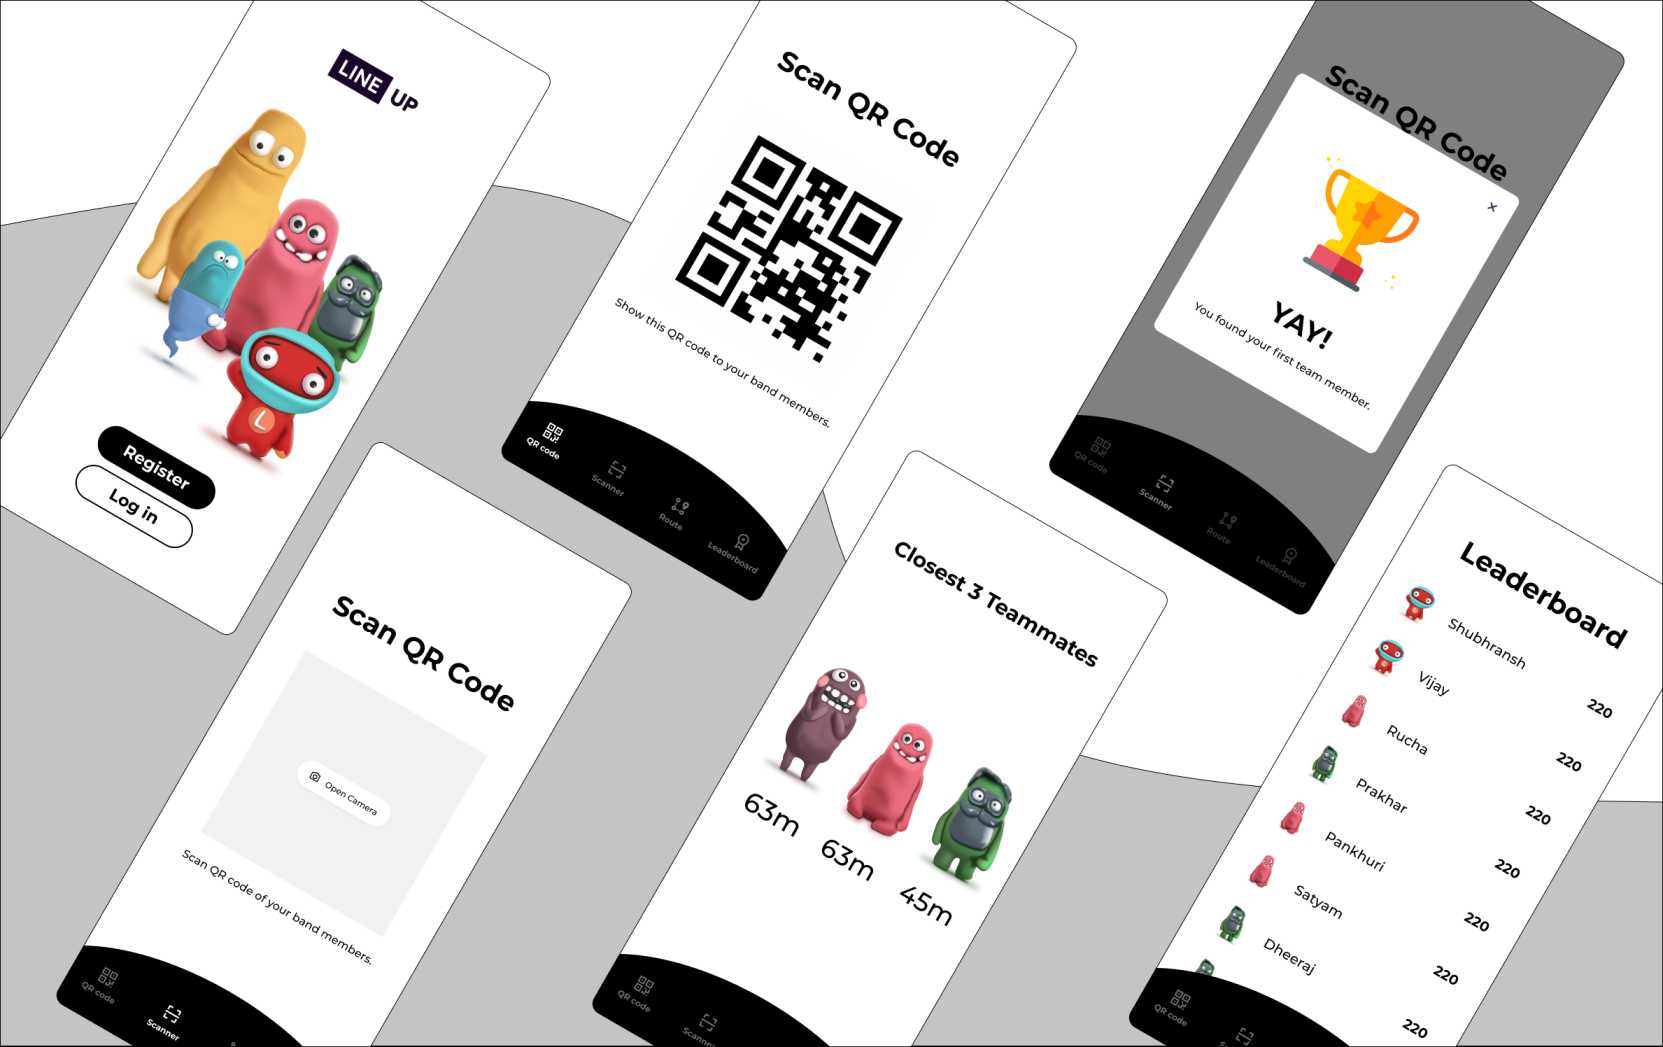 LINE UP
Register
Log in
Scan QR Code
Show this QR code to your band members.
QR code
Scanner
Route
Leaderboard
Scan QR Code
YAY!
You found your first team member.
QR code
Scanner
Route
Leaderboard
Scan QR Code
Open Camera
Scan QR code of your band members.
QR code
Scanner
Closest 3 Teammates
63m
63m
45m
QR code
Scanner
Leaderboard
Shubhransh 220
Vijay 220
Rucha 220
Prakhar 220
Pankhuri 220
Satyam 220
Dheeraj 220
QR code
L